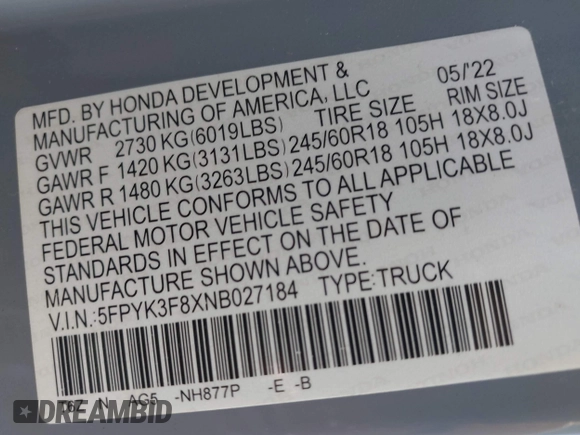 MFD. BY HONDA DEVELOPMENT &
MANUFACTURING OF AMERICA, LLC 05/'22
GVWR 2730 KG(6019LBS) TIRE SIZE RIM SIZE
GAWR F 1420 KG(3131LBS) 245/60R18 105H 18X8.0J
GAWR R 1480 KG(3263LBS) 245/60R18 105H 18X8.0J
THIS VEHICLE CONFORMS TO ALL APPLICABLE
FEDERAL MOTOR VEHICLE SAFETY
STANDARDS IN EFFECT ON THE DATE OF
MANUFACTURE SHOWN ABOVE.
V.I.N.:5FPYK3F8XNB027184 TYPE:TRUCK
N AG5 -NH877P -E -B
DREAMBID